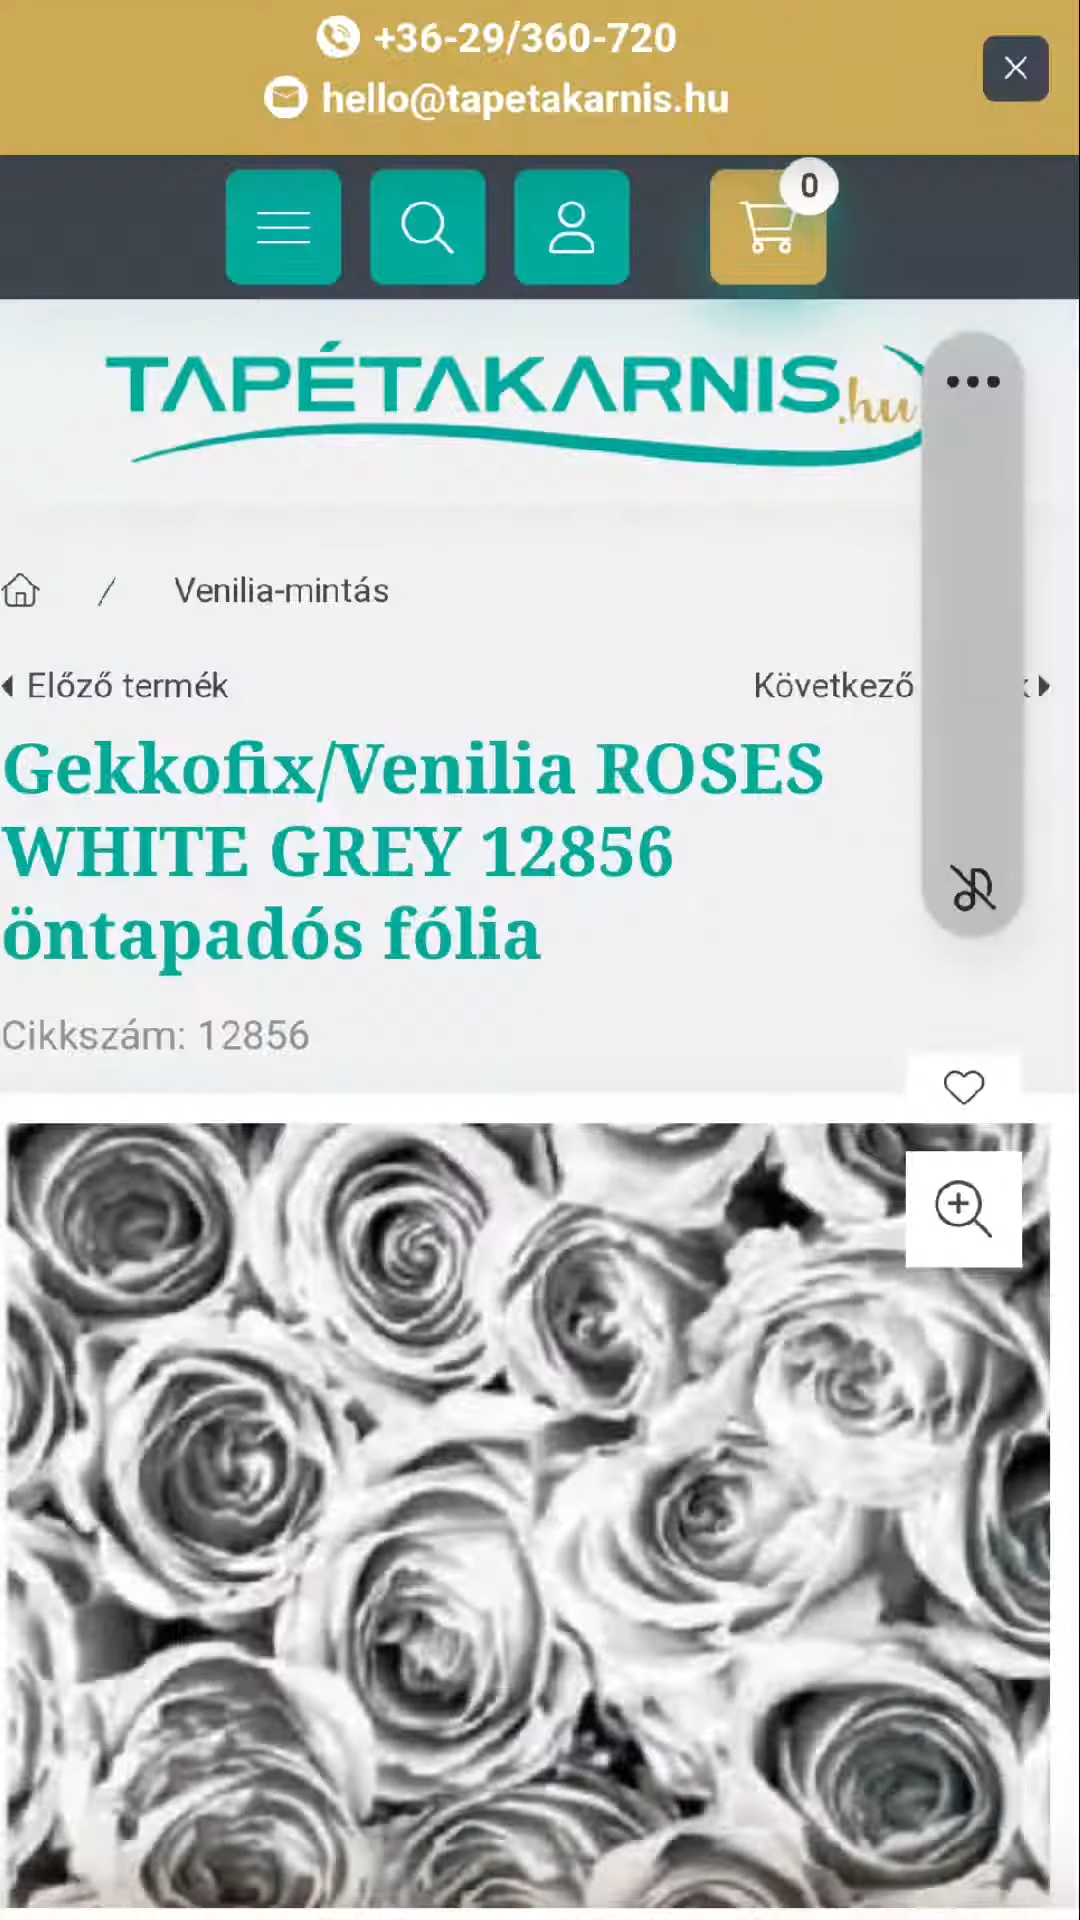 +36-29/360-720
hello@tapetakarnis.hu
0
TAPÉTAKARNIS.hu
/ Venilia-mintás
Előző termék
Következő
Gekkofix/Venilia ROSES
WHITE GREY 12856
öntapadós fólia
Cikkszám: 12856